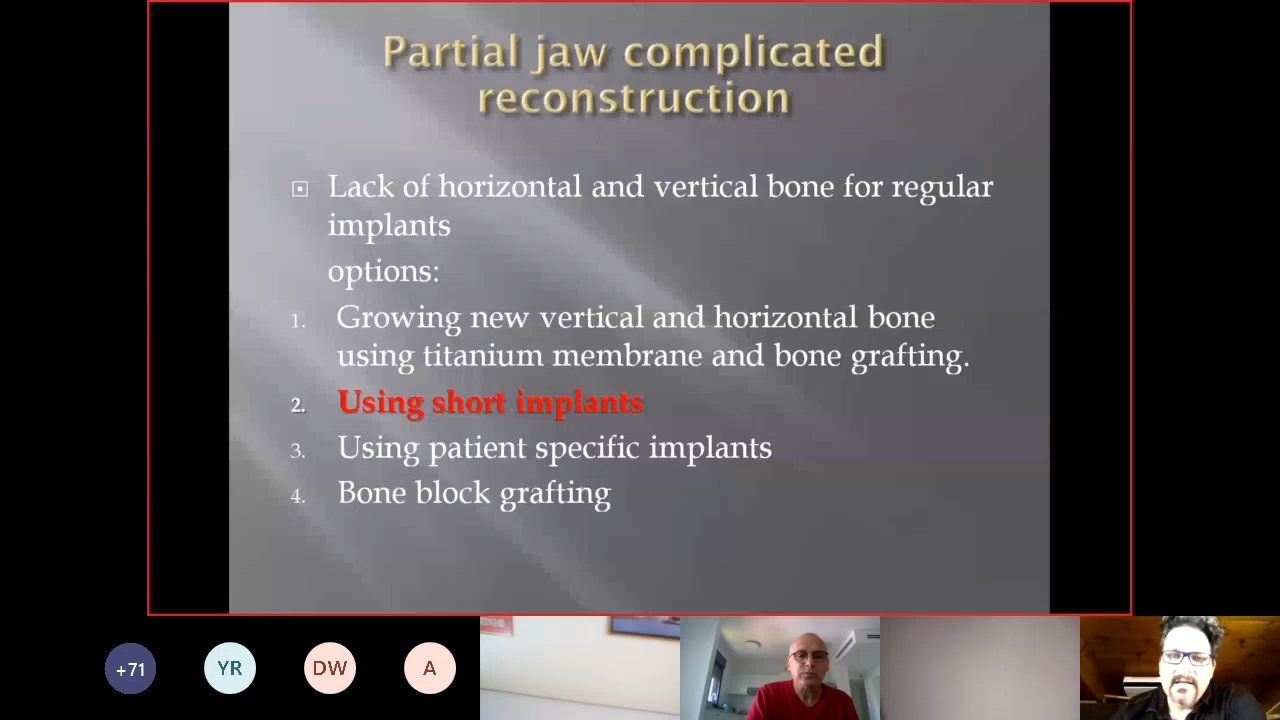 Partial jaw complicated
reconstruction
Lack of horizontal and vertical bone for regular
implants
options:
1. Growing new vertical and horizontal bone
using titanium membrane and bone grafting.
2. Using short implants
3. Using patient specific implants
4. Bone block grafting
+71 YR DW A